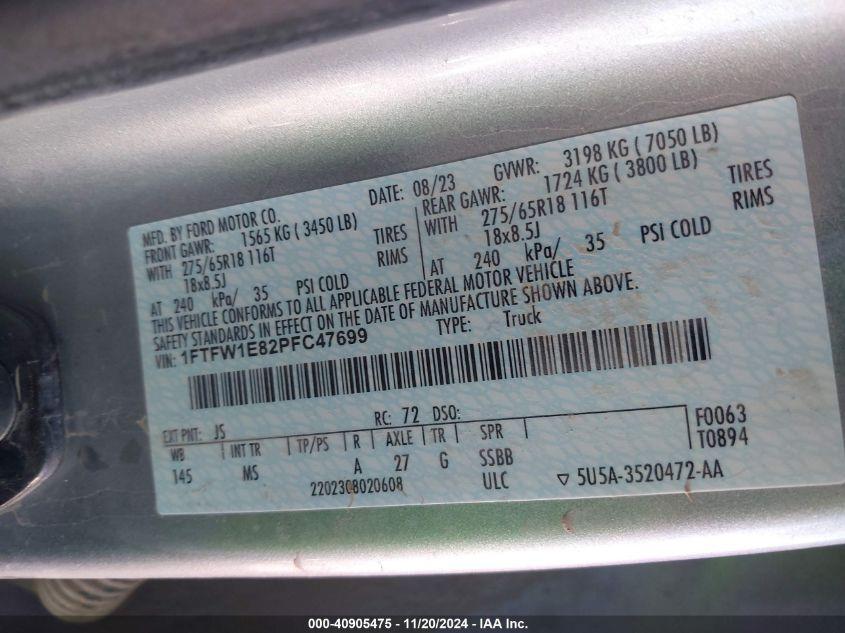 MFD. BY FORD MOTOR CO.
DATE: 08/23
GVWR: 3198 KG ( 7050 LB)
FRONT GAWR: 1565 KG ( 3450 LB)
REAR GAWR: 1724 KG ( 3800 LB)
WITH 275/65R18 116T TIRES
WITH 275/65R18 116T TIRES
18x8.5J RIMS
18x8.5J RIMS
AT 240 kPa/ 35 PSI COLD
AT 240 kPa/ 35 PSI COLD
THIS VEHICLE CONFORMS TO ALL APPLICABLE FEDERAL MOTOR VEHICLE
SAFETY STANDARDS IN EFFECT ON THE DATE OF MANUFACTURE SHOWN ABOVE.
VIN: 1FTFW1E82PFC47699
TYPE: Truck
EXT PNT: JS RC: 72 DSO:
F0063
WB INT TR TP/PS R AXLE TR SPR
T0894
145 MS A 27 G SSBB
2202308020608 ULC ▽ 5U5A-3520472-AA
000-40905475 - 11/20/2024 - IAA Inc.